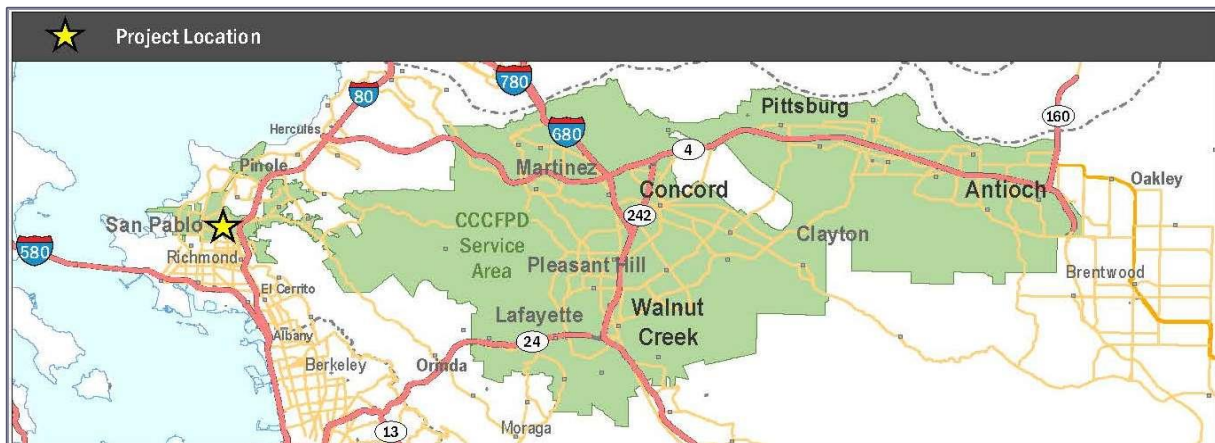 Project Location
780
80
Pittsburg
160
680
Hercules
4
Pinole
Martinez
Concord
Antioch
Oakley
San Pablo
242
CCCFPD
Service
Area
Clayton
580
Richmond
Pleasant Hill
Brentwood
El Cerrito
Lafayette
Walnut
Creek
Albany
24
Berkeley
Orinda
Moraga
13